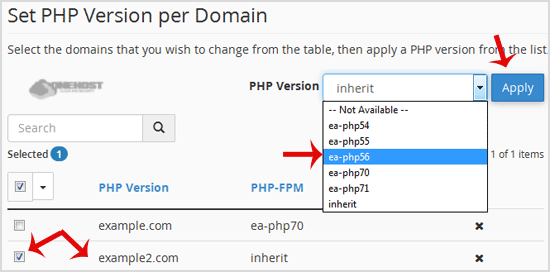 Set PHP Version per Domain
Select the domains that you wish to change from the table, then apply a PHP version from the list.
ONEHOST
PHP Version
inherit
Apply
-- Not Available --
ea-php54
ea-php55
ea-php56
ea-php70
ea-php71
inherit
Search
Selected 1
1 of 1 items
PHP Version PHP-FPM
example.com ea-php70
example2.com inherit